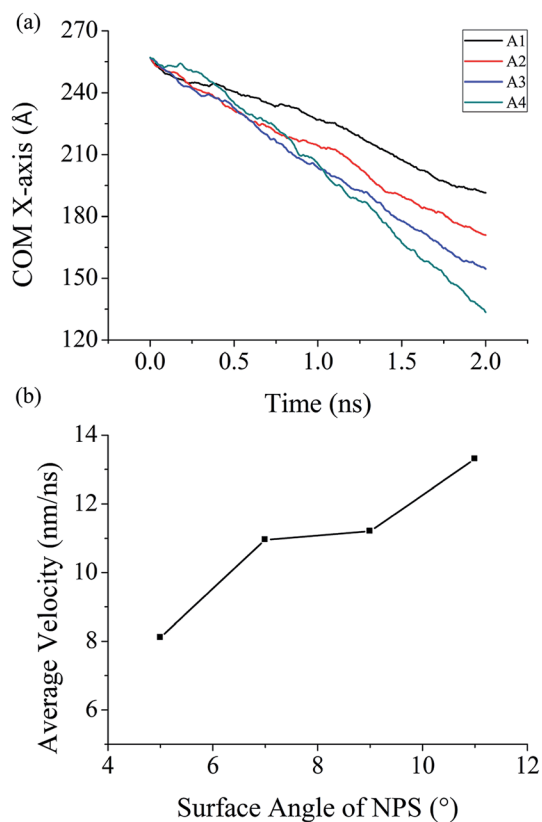 (a)
270
240
210
180
150
120
COM X-axis (Å)
A1
A2
A3
A4
0.0 0.5 1.0 1.5 2.0
Time (ns)
(b)
14
12
10
8
6
Average Velocity (nm/ns)
4 6 8 10 12
Surface Angle of NPS (°)